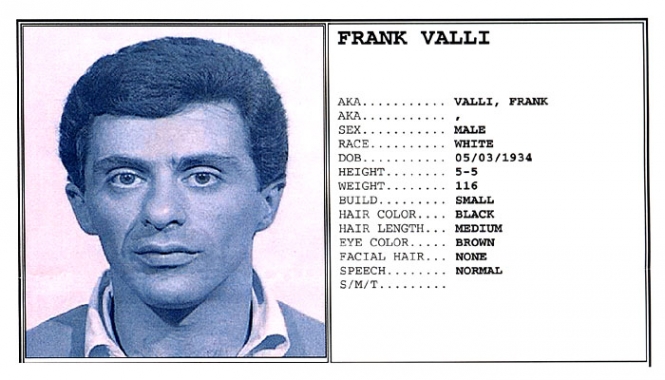 FRANK VALLI
AKA........... VALLI, FRANK
AKA........... ,
SEX........... MALE
RACE.......... WHITE
DOB........... 05/03/1934
HEIGHT........ 5-5
WEIGHT........ 116
BUILD......... SMALL
HAIR COLOR.... BLACK
HAIR LENGTH... MEDIUM
EYE COLOR..... BROWN
FACIAL HAIR... NONE
SPEECH........ NORMAL
S/M/T.........